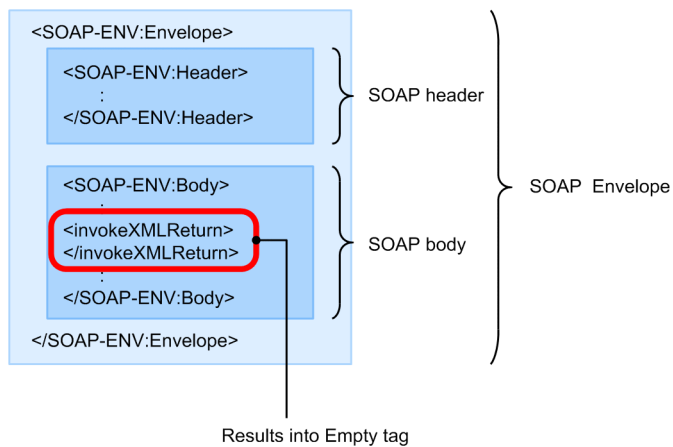 <SOAP-ENV:Envelope>
<SOAP-ENV:Header>
:
</SOAP-ENV:Header>
SOAP header
<SOAP-ENV:Body>
:
<invokeXMLReturn>
</invokeXMLReturn>
:
</SOAP-ENV:Body>
SOAP body
</SOAP-ENV:Envelope>
SOAP Envelope
Results into Empty tag